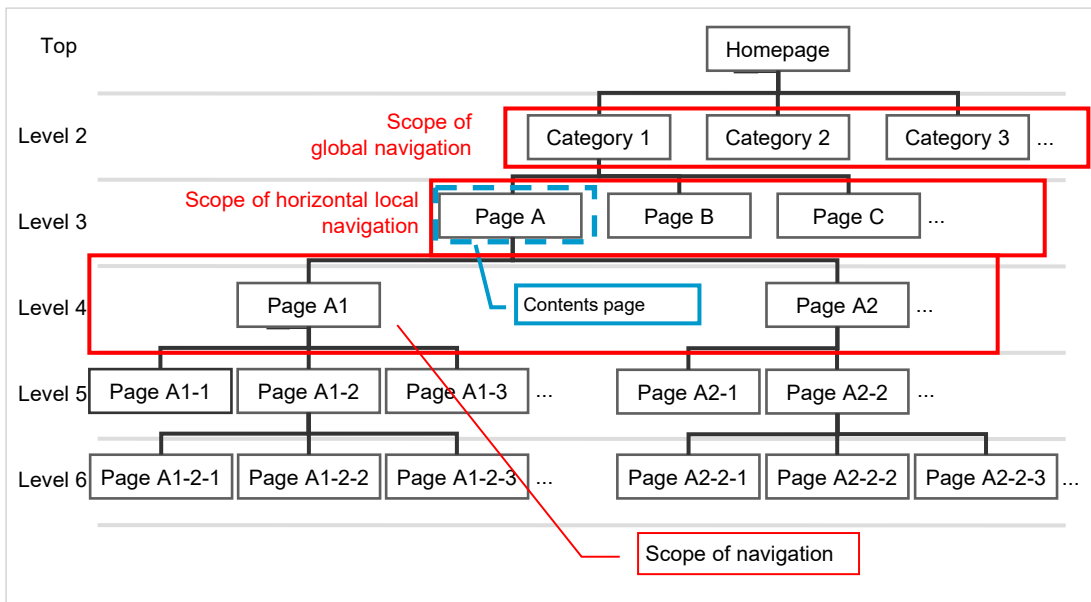 Top
Homepage
Level 2
Scope of
global navigation
Category 1
Category 2
Category 3
...
Level 3
Scope of horizontal local
navigation
Page A
Page B
Page C
...
Level 4
Page A1
Contents page
Page A2
...
Level 5
Page A1-1
Page A1-2
Page A1-3
...
Page A2-1
Page A2-2
...
Level 6
Page A1-2-1
Page A1-2-2
Page A1-2-3
...
Page A2-2-1
Page A2-2-2
Page A2-2-3
...
Scope of navigation